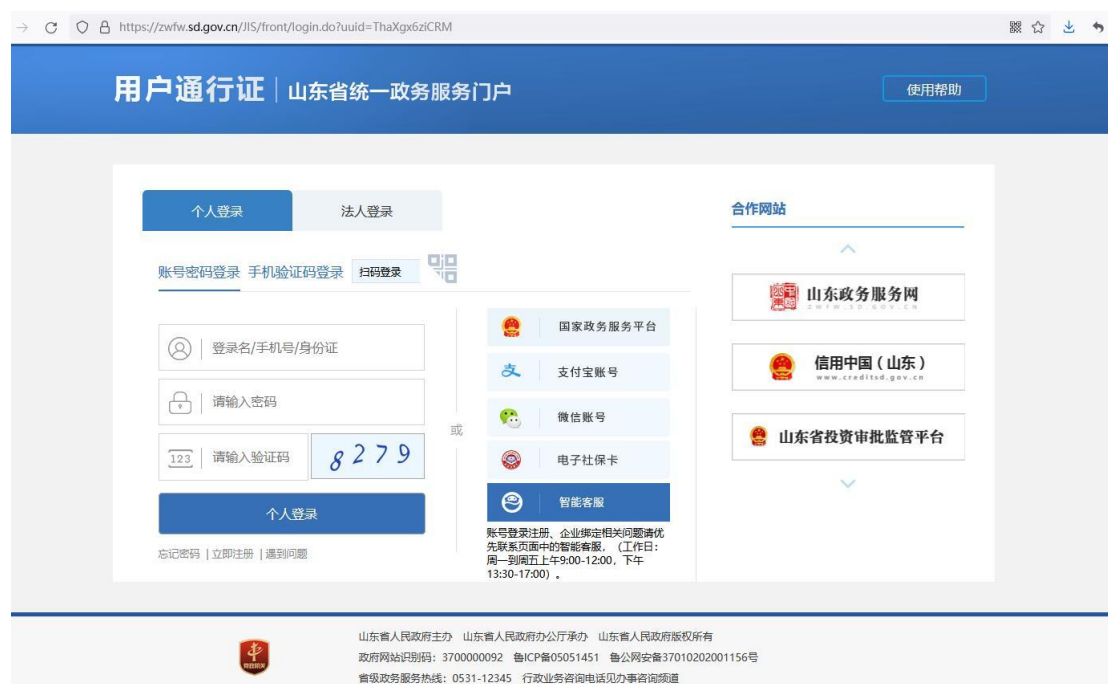 https://zwfw.sd.gov.cn/JIS/front/login.do?uuid=ThaXgx6ziCRM
用户通行证 | 山东省统一政务服务门户
使用帮助
个人登录
法人登录
账号密码登录 手机验证码登录 扫码登录
登录名/手机号/身份证
请输入密码
123 请输入验证码 8279
个人登录
忘记密码 | 立即注册 | 遇到问题
或
国家政务服务平台
支付宝账号
微信账号
电子社保卡
智能客服
账号登录注册、企业绑定相关问题请优
先联系页面中的智能客服，（工作日：
周一到周五上午9:00-12:00，下午
13:30-17:00）。
合作网站
山东政务服务网
ZWFW.SD.GOV.CN
信用中国（山东）
www.creditsd.gov.cn
山东省投资审批监管平台
山东省人民政府主办 山东省人民政府办公厅承办 山东省人民政府版权所有
政府网站识别码：3700000092 鲁ICP备05051451 鲁公网安备37010202001156号
省级政务服务热线：0531-12345 行政业务咨询电话见办事咨询频道
党政机关